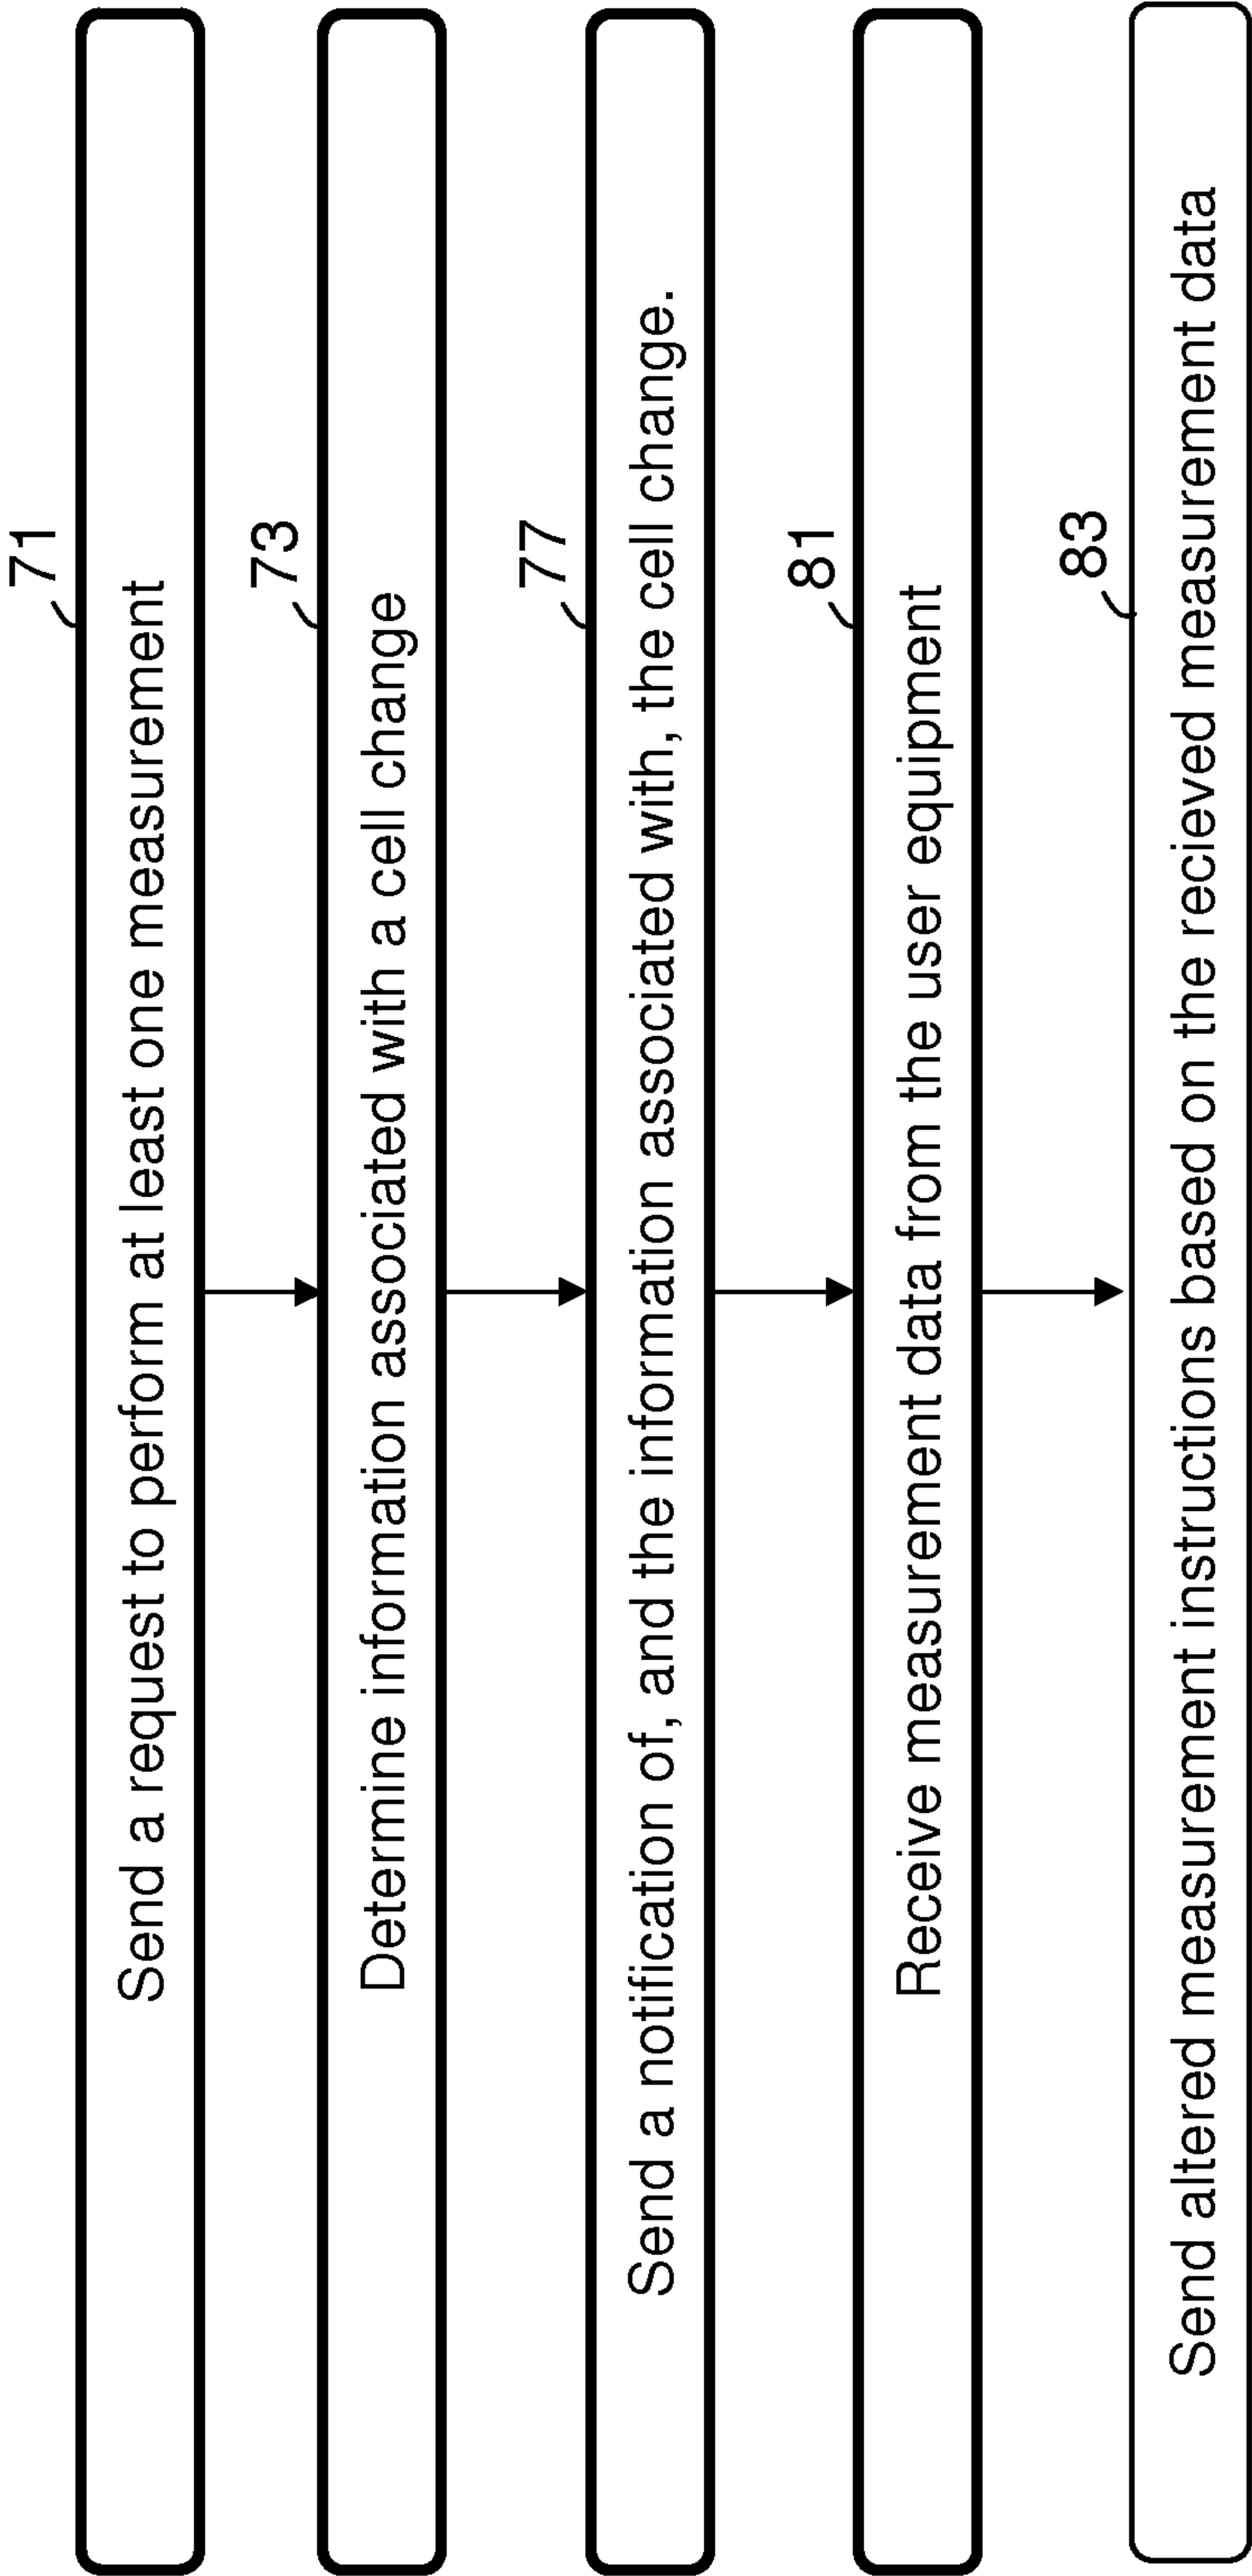 71
Send a request to perform at least one measurement
73
Determine information associated with a cell change
77
Send a notification of, and the information associated with, the cell change.
81
Receive measurement data from the user equipment
83
Send altered measurement instructions based on the recieved measurement data